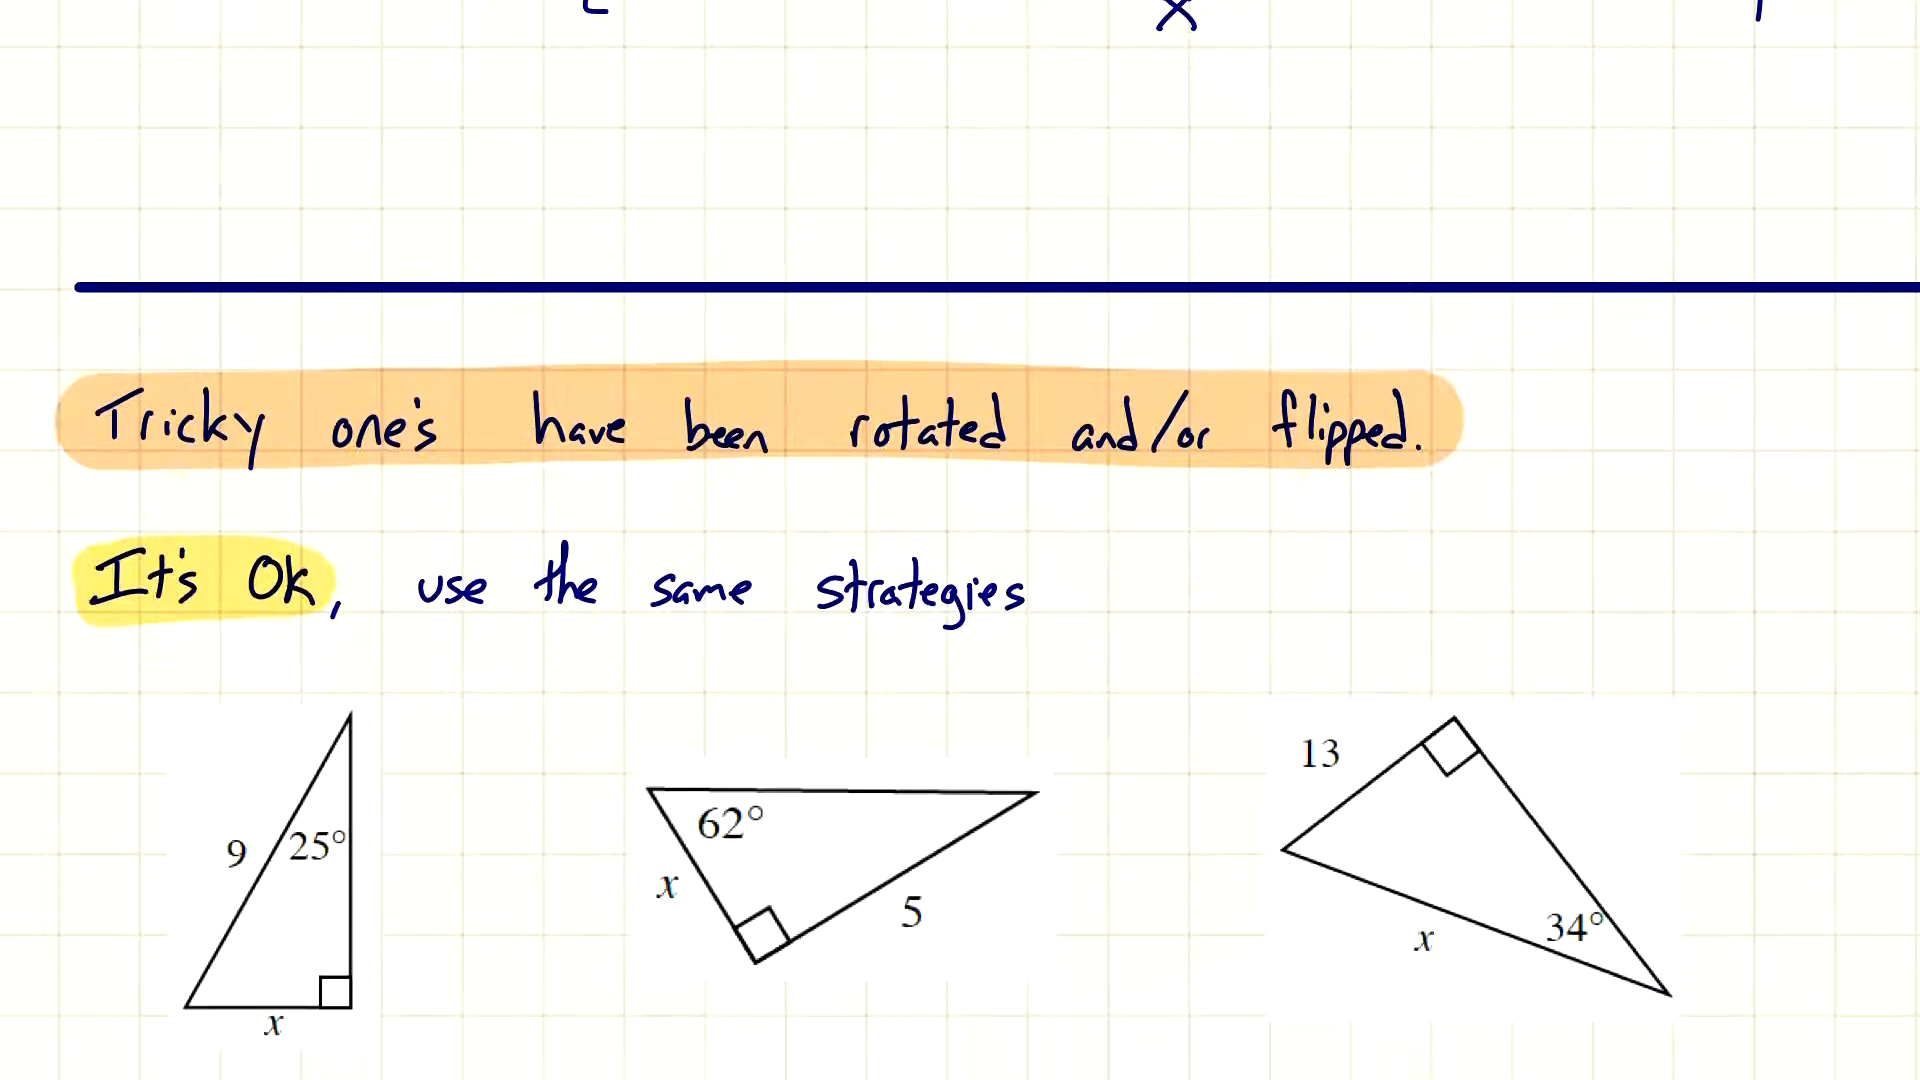 Tricky one's have been rotated and/or flipped.
It's Ok, use the same strategies
9 25° x
62° x 5
13 x 34°